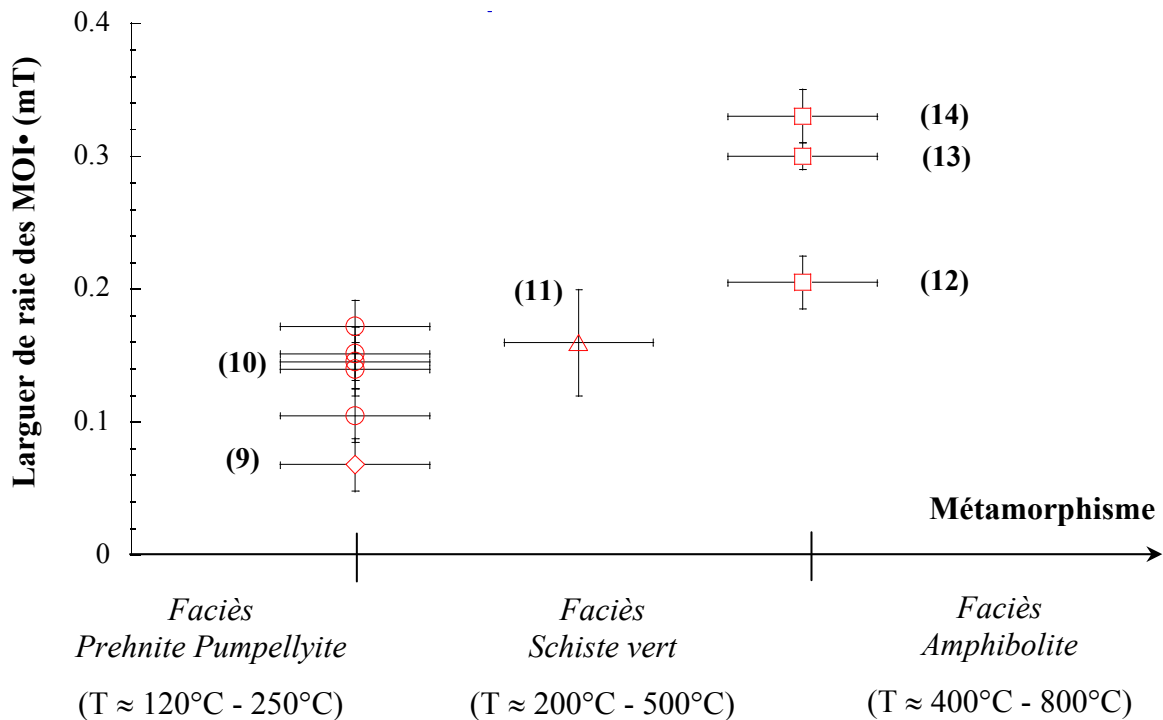 0.4
0.3
0.2
0.1
0
Larguer de raie des MOI• (mT)
(14)
(13)
(12)
(11)
(10)
(9)
Métamorphisme
Faciès
Prehnite Pumpellyite
(T ≈ 120°C - 250°C)
Faciès
Schiste vert
(T ≈ 200°C - 500°C)
Faciès
Amphibolite
(T ≈ 400°C - 800°C)